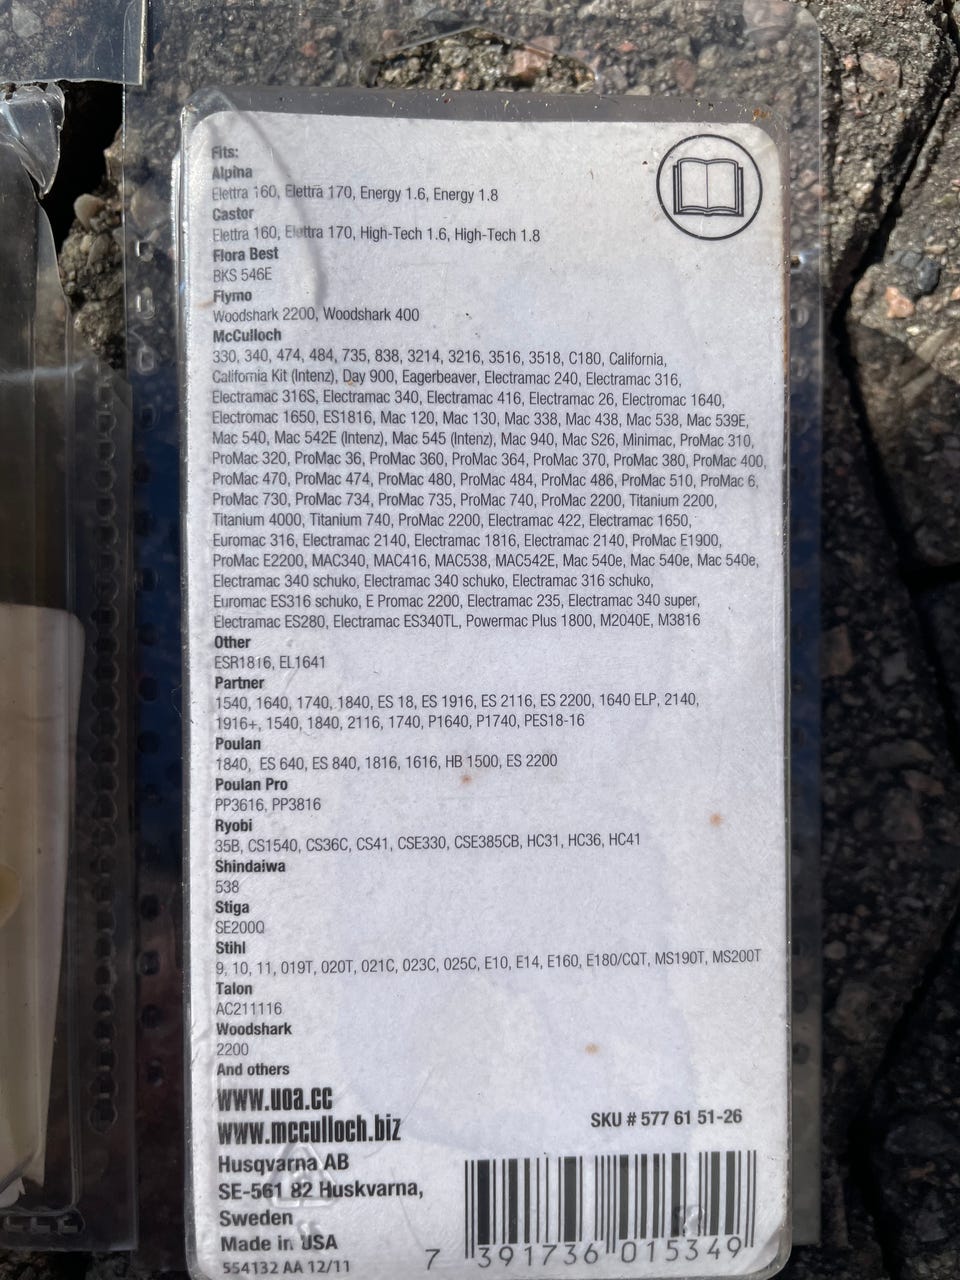 Fits:
Alpina
Elettra 160, Elettra 170, Energy 1.6, Energy 1.8
Castor
Elettra 160, Elettra 170, High-Tech 1.6, High-Tech 1.8
Flora Best
BKS 546E
Flymo
Woodshark 2200, Woodshark 400
McCulloch
330, 340, 474, 484, 735, 838, 3214, 3216, 3516, 3518, C180, California,
California Kit (Intenz), Day 900, Eagerbeaver, Electramac 240, Electramac 316,
Electramac 316S, Electramac 340, Electramac 416, Electramac 26, Electromac 1640,
Electromac 1650, ES1816, Mac 120, Mac 130, Mac 338, Mac 438, Mac 538, Mac 539E,
Mac 540, Mac 542E (Intenz), Mac 545 (Intenz), Mac 940, Mac S26, Minimac, ProMac 310,
ProMac 320, ProMac 36, ProMac 360, ProMac 364, ProMac 370, ProMac 380, ProMac 400,
ProMac 470, ProMac 474, ProMac 480, ProMac 484, ProMac 486, ProMac 510, ProMac 6,
ProMac 730, ProMac 734, ProMac 735, ProMac 740, ProMac 2200, Titanium 2200,
Titanium 4000, Titanium 740, ProMac 2200, Electramac 422, Electramac 1650,
Euromac 316, Electramac 2140, Electramac 1816, Electramac 2140, ProMac E1900,
ProMac E2200, MAC340, MAC416, MAC538, MAC542E, Mac 540e, Mac 540e, Mac 540e,
Electramac 340 schuko, Electramac 340 schuko, Electramac 316 schuko,
Euromac ES316 schuko, E Promac 2200, Electramac 235, Electramac 340 super,
Electramac ES280, Electramac ES340TL, Powermac Plus 1800, M2040E, M3816
Other
ESR1816, EL1641
Partner
1540, 1640, 1740, 1840, ES 18, ES 1916, ES 2116, ES 2200, 1640 ELP, 2140,
1916+, 1540, 1840, 2116, 1740, P1640, P1740, PES18-16
Poulan
1840, ES 640, ES 840, 1816, 1616, HB 1500, ES 2200
Poulan Pro
PP3616, PP3816
Ryobi
35B, CS1540, CS36C, CS41, CSE330, CSE385CB, HC31, HC36, HC41
Shindaiwa
538
Stiga
SE200Q
Stihl
9, 10, 11, 019T, 020T, 021C, 023C, 025C, E10, E14, E160, E180/CQT, MS190T, MS200T
Talon
AC211116
Woodshark
2200
And others
www.uoa.cc
www.mcculloch.biz
SKU # 577 61 51-26
Husqvarna AB
SE-561 82 Huskvarna,
Sweden
Made in USA
554132 AA 12/11
7 391736 015349